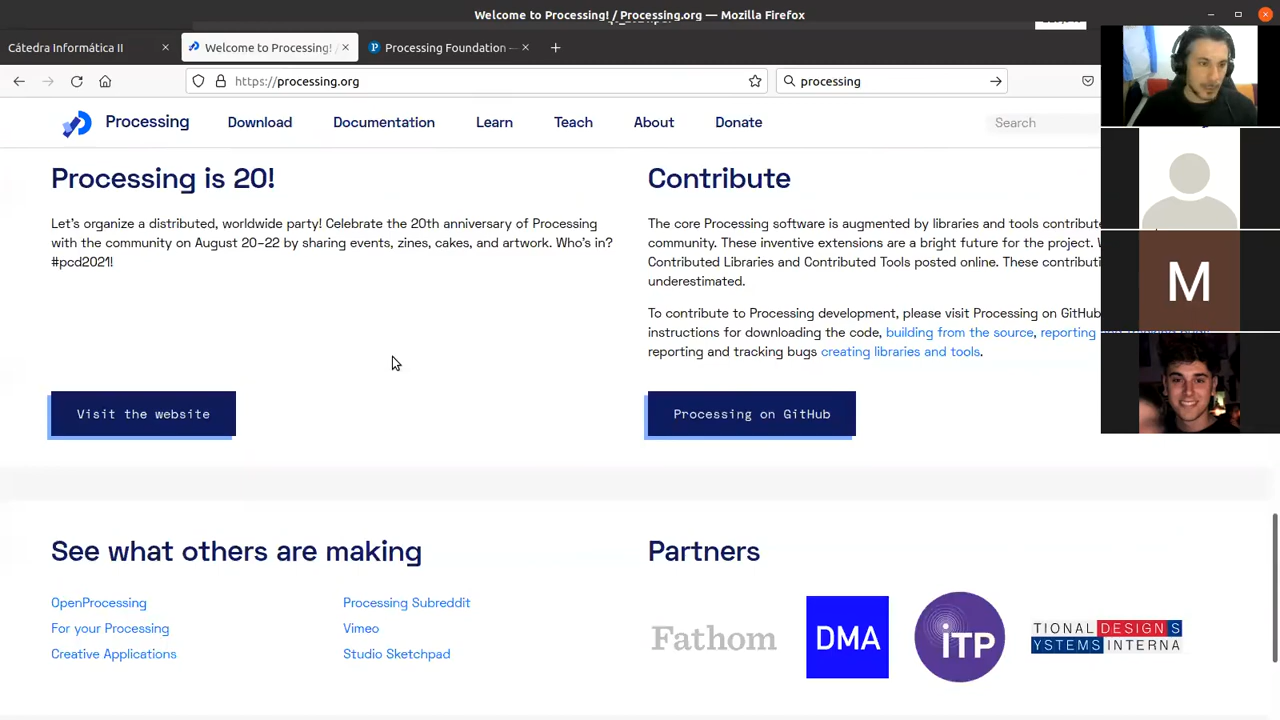 Welcome to Processing! / Processing.org — Mozilla Firefox
Cátedra Informática II
Welcome to Processing! /
Processing Foundation —
https://processing.org
processing
Processing
Download
Documentation
Learn
Teach
About
Donate
Search
Processing is 20!
Let's organize a distributed, worldwide party! Celebrate the 20th anniversary of Processing
with the community on August 20–22 by sharing events, zines, cakes, and artwork. Who's in?
#pcd2021!
Visit the website
Contribute
The core Processing software is augmented by libraries and tools contribute
community. These inventive extensions are a bright future for the project. W
Contributed Libraries and Contributed Tools posted online. These contributi
underestimated.
To contribute to Processing development, please visit Processing on GitHub
instructions for downloading the code, building from the source, reporting
reporting and tracking bugs creating libraries and tools.
Processing on GitHub
M
See what others are making
OpenProcessing
For your Processing
Creative Applications
Processing Subreddit
Vimeo
Studio Sketchpad
Partners
Fathom
DMA
iTP
TIONAL DESIGN S
YSTEMS INTERNA